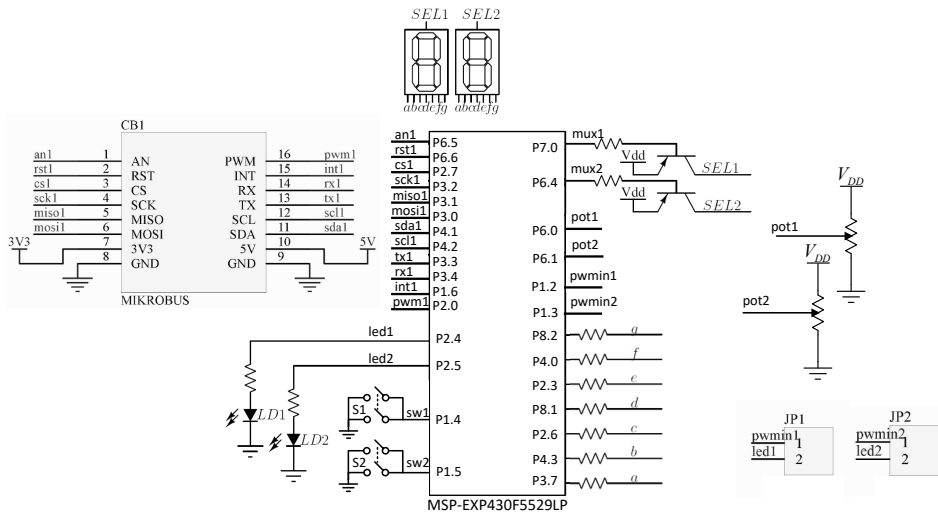 SEL1 SEL2
abcdefg abcdefg
CB1
an1 1 AN PWM 16 pwm1
rst1 2 RST INT 15 int1
cs1 3 CS RX 14 rx1
sck1 4 SCK TX 13 tx1
miso1 5 MISO SCL 12 scl1
mosi1 6 MOSI SDA 11 sda1
3V3 7 3V3 5V 10 5V
8 GND GND 9
MIKROBUS
an1 P6.5
rst1 P6.6
cs1 P2.7
sck1 P3.2
miso1 P3.1
mosi1 P3.0
sda1 P4.1
scl1 P4.2
tx1 P3.3
rx1 P3.4
int1 P1.6
pwm1 P2.0
led1 P2.4
led2 P2.5
S1 sw1 P1.4
S2 sw2 P1.5
LD1
LD2
P7.0 mux1
Vdd SEL1
P6.4 mux2
Vdd SEL2
P6.0 pot1
P6.1 pot2
P1.2 pwmin1
P1.3 pwmin2
P8.2 g
P4.0 f
P2.3 e
P8.1 d
P2.6 c
P4.3 b
P3.7 a
MSP-EXP430F5529LP
VDD
pot1
VDD
pot2
JP1
pwmin1 1
led1 2
JP2
pwmin2 1
led2 2